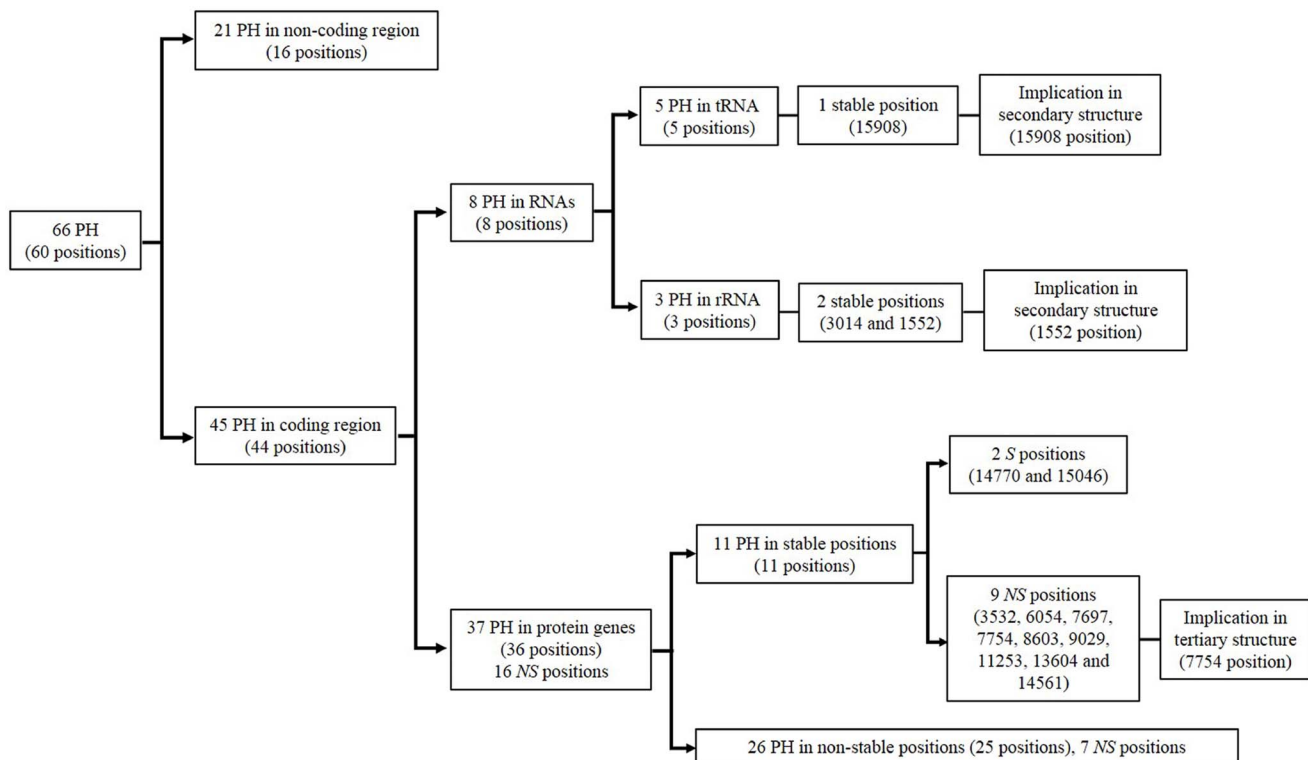 21 PH in non-coding region
(16 positions)
5 PH in tRNA
(5 positions)
1 stable position
(15908)
Implication in
secondary structure
(15908 position)
8 PH in RNAs
(8 positions)
66 PH
(60 positions)
3 PH in rRNA
(3 positions)
2 stable positions
(3014 and 1552)
Implication in
secondary structure
(1552 position)
45 PH in coding region
(44 positions)
2 S positions
(14770 and 15046)
11 PH in stable positions
(11 positions)
9 NS positions
(3532, 6054, 7697,
7754, 8603, 9029,
11253, 13604 and
14561)
Implication in
tertiary structure
(7754 position)
37 PH in protein genes
(36 positions)
16 NS positions
26 PH in non-stable positions (25 positions), 7 NS positions